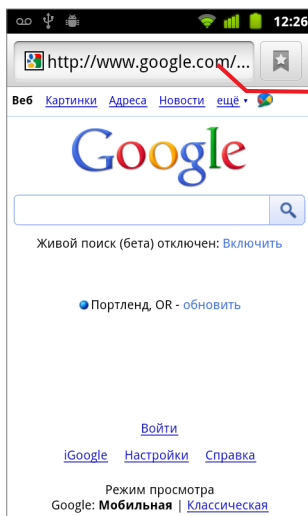 12:26
http://www.google.com/...
Веб Картинки Адреса Новости ещё
Google
Живой поиск (бета) отключен: Включить
Портленд, OR - обновить
Войти
iGoogle Настройки Справка
Режим просмотра
Google: Мобильная | Классическая